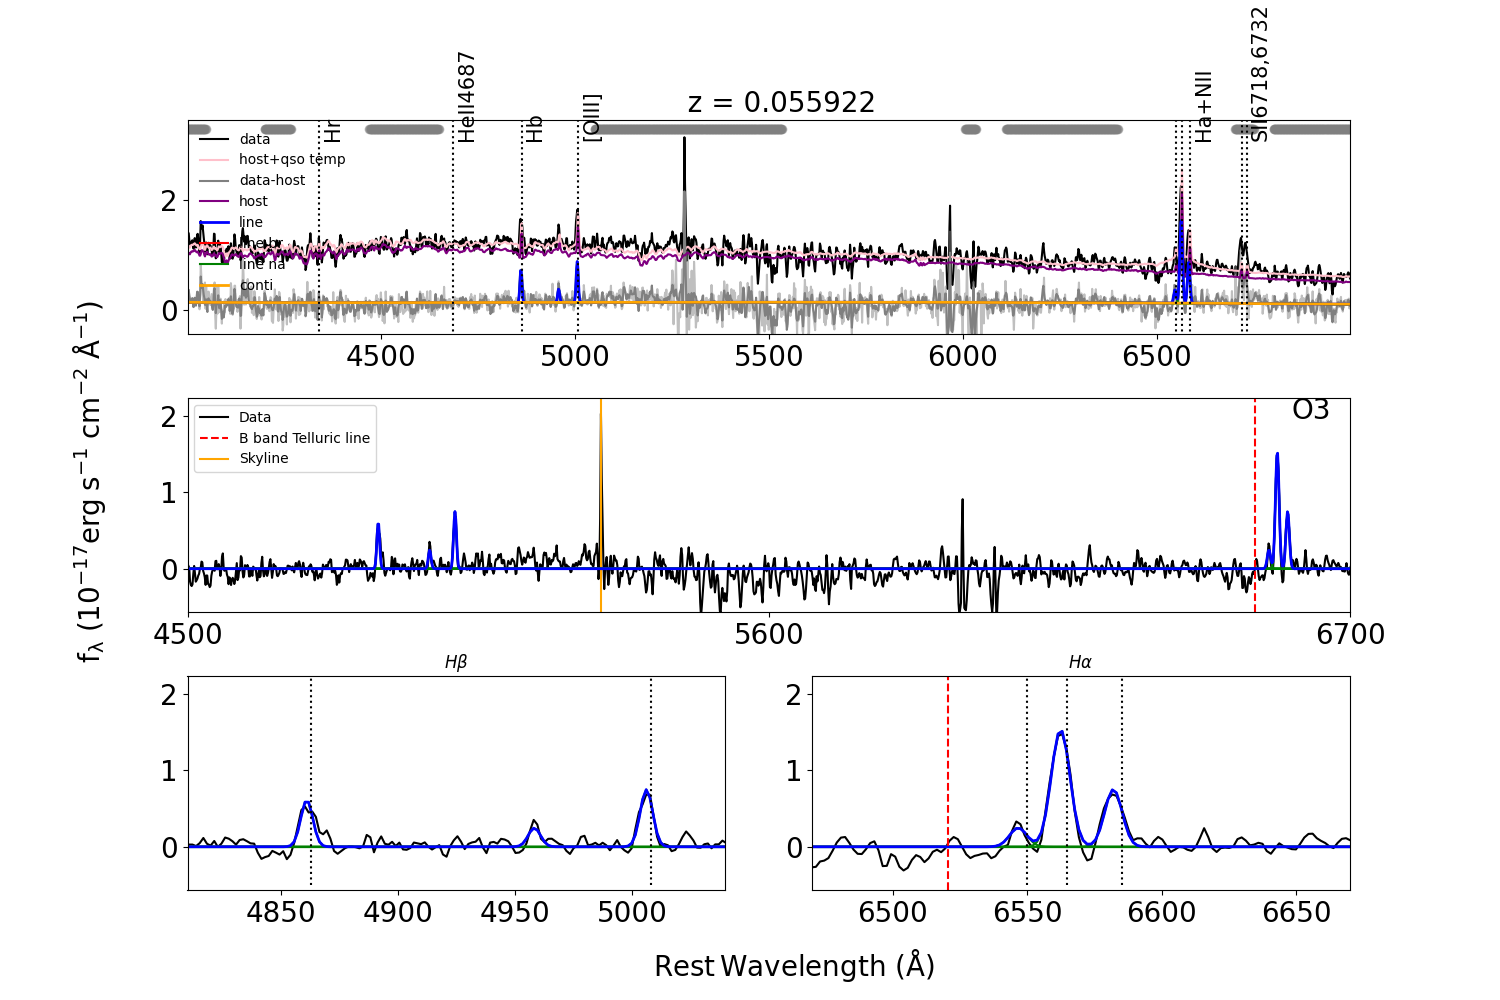 z = 0.055922
Hr
HeII4687
Hb
[OIII]
Ha+NII
SII6718,6732
data
host+qso temp
data-host
host
line
line br
line na
conti
2
0
4500 5000 5500 6000 6500
Data
B band Telluric line
Skyline
O3
2
1
0
4500 5600 6700
fλ (10−17erg s−1 cm−2 Å−1)
Hβ
2
1
0
4850 4900 4950 5000
Hα
2
1
0
6500 6550 6600 6650
Rest Wavelength (Å)